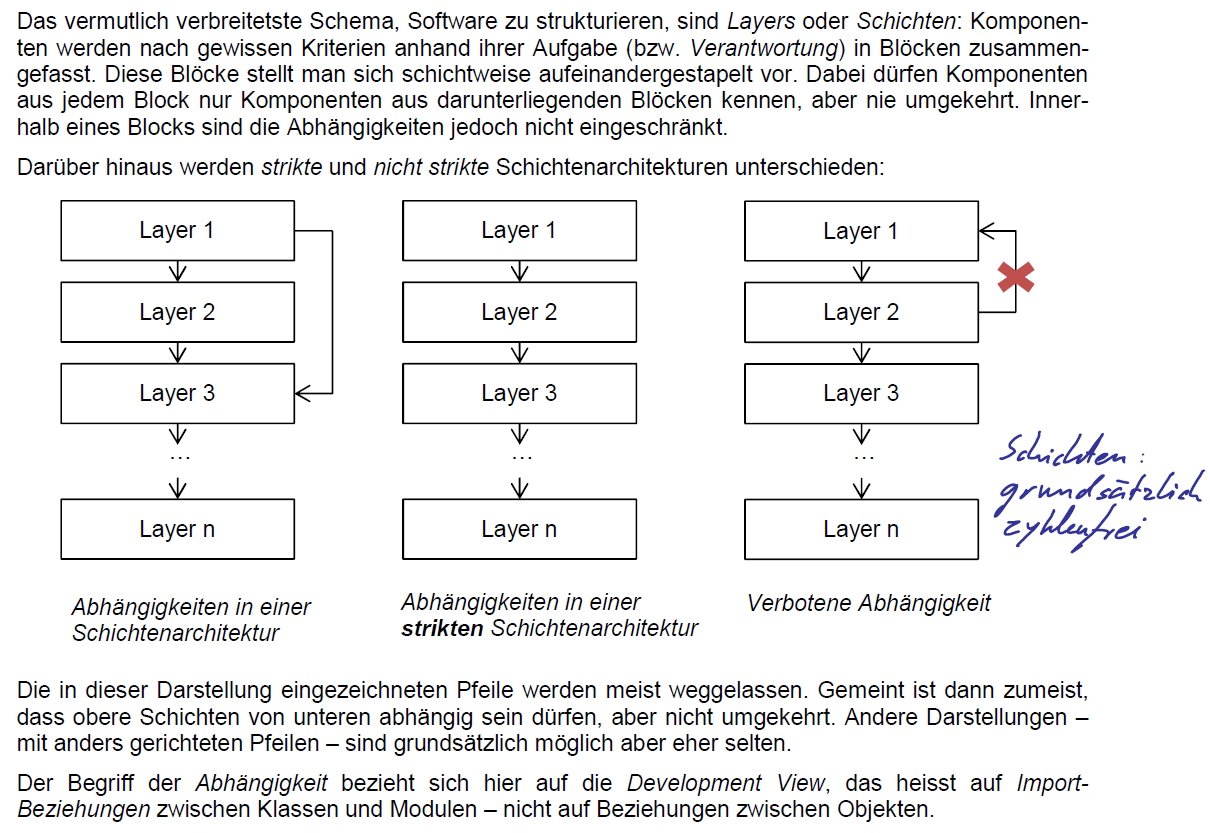 Das vermutlich verbreitetste Schema, Software zu strukturieren, sind Layers oder Schichten: Komponen-
ten werden nach gewissen Kriterien anhand ihrer Aufgabe (bzw. Verantwortung) in Blöcken zusammen-
gefasst. Diese Blöcke stellt man sich schichtweise aufeinandergestapelt vor. Dabei dürfen Komponenten
aus jedem Block nur Komponenten aus darunterliegenden Blöcken kennen, aber nie umgekehrt. Inner-
halb eines Blocks sind die Abhängigkeiten jedoch nicht eingeschränkt.
Darüber hinaus werden strikte und nicht strikte Schichtenarchitekturen unterschieden:
Layer 1
Layer 2
Layer 3
...
Layer n
Abhängigkeiten in einer
Schichtenarchitektur
Layer 1
Layer 2
Layer 3
...
Layer n
Abhängigkeiten in einer
strikten Schichtenarchitektur
Layer 1
Layer 2
Layer 3
...
Layer n
Verbotene Abhängigkeit
Schichten:
grundsätzlich
zyklenfrei
Die in dieser Darstellung eingezeichneten Pfeile werden meist weggelassen. Gemeint ist dann zumeist,
dass obere Schichten von unteren abhängig sein dürfen, aber nicht umgekehrt. Andere Darstellungen –
mit anders gerichteten Pfeilen – sind grundsätzlich möglich aber eher selten.
Der Begriff der Abhängigkeit bezieht sich hier auf die Development View, das heisst auf Import-
Beziehungen zwischen Klassen und Modulen – nicht auf Beziehungen zwischen Objekten.